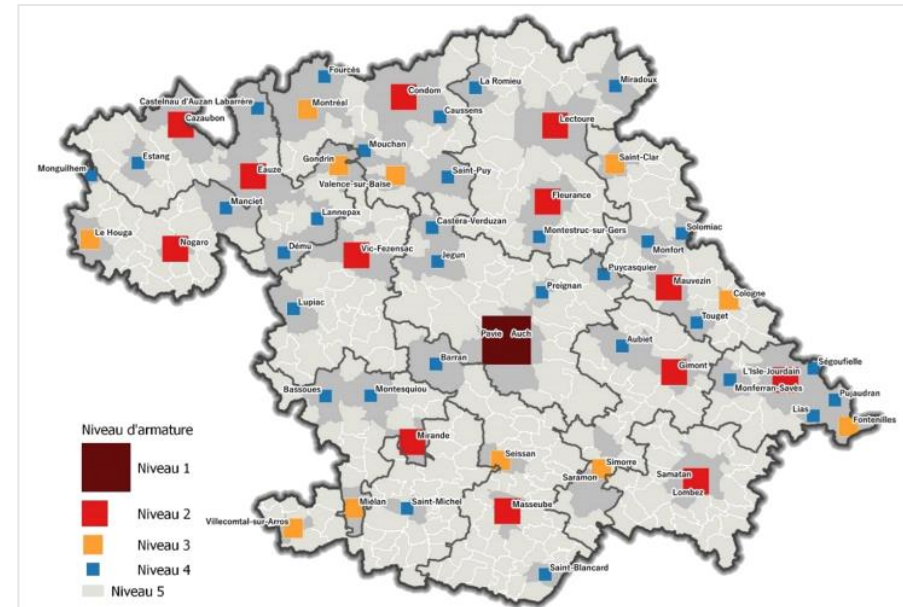 Fourcès
Condom
La Romieu
Miradoux
Castelnau d'Auzan Labarrère
Montréal
Caussens
Cazaubon
Lectoure
Mouchan
Estang
Gondrin
Saint-Clar
Monguilhem
Eauze
Valence-sur-Baïse
Saint-Puy
Fleurance
Manciet
Lannepax
Castéra-Verduzan
Solomiac
Le Houga
Montestruc-sur-Gers
Nogaro
Dému
Vic-Fezensac
Jegun
Monfort
Puycasquier
Mauvezin
Preignan
Cologne
Lupiac
Touget
Pavie Auch
Aubiet
Barran
Gimont
Ségoufielle
L'Isle-Jourdain
Monferran-Savès
Pujaudran
Bassoues
Montesquiou
Lias
Fontenilles
Mirande
Seissan
Simorre
Saramon
Samatan
Lombez
Miélan
Saint-Michel
Masseube
Villecomtal-sur-Arros
Saint-Blancard
Niveau d'armature
Niveau 1
Niveau 2
Niveau 3
Niveau 4
Niveau 5